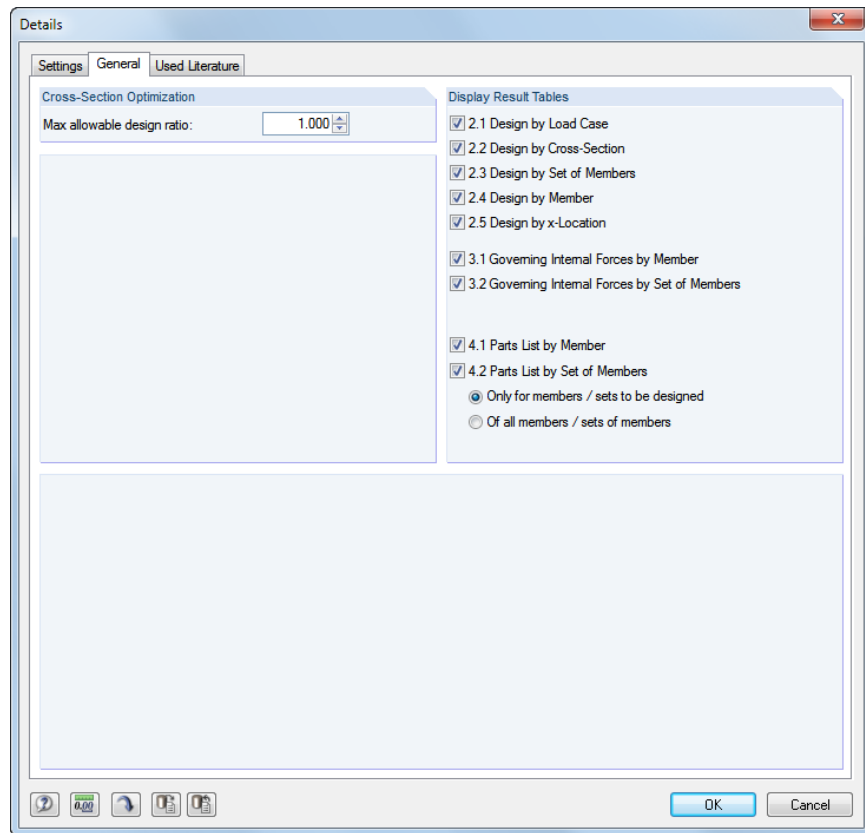 Details
Settings General Used Literature
Cross-Section Optimization
Max allowable design ratio: 1.000
Display Result Tables
2.1 Design by Load Case
2.2 Design by Cross-Section
2.3 Design by Set of Members
2.4 Design by Member
2.5 Design by x-Location
3.1 Governing Internal Forces by Member
3.2 Governing Internal Forces by Set of Members
4.1 Parts List by Member
4.2 Parts List by Set of Members
Only for members / sets to be designed
Of all members / sets of members
0.00
OK Cancel